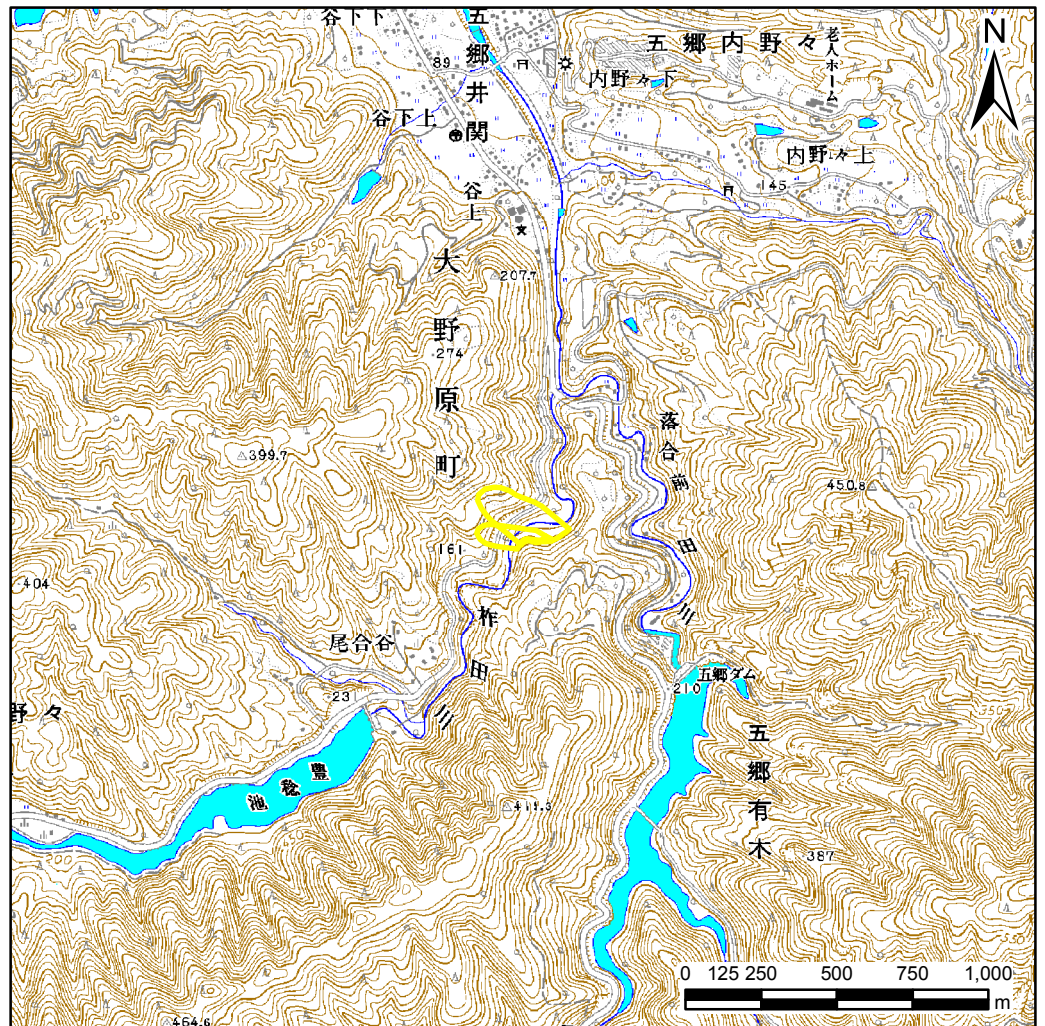 谷下下
五郷井関
五郷内野々
老人ホーム
N
89
内野々下
谷下上
内野々上
145
谷上
大野原町
207.7
274
落合
前田川
399.7
450.8
161
404
柞田川
尾合谷
五郷ダム
210
23
野々
五郷有木
豊稔池
419.3
387
464.6
0 125 250 500 750 1,000
m